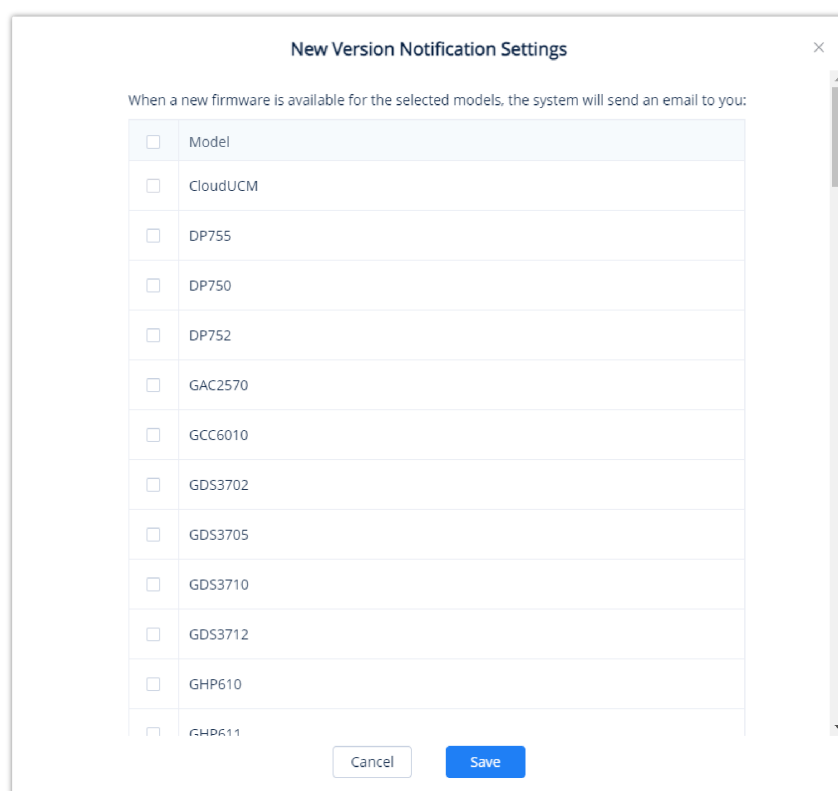 New Version Notification Settings
When a new firmware is available for the selected models, the system will send an email to you:
Model
CloudUCM
DP755
DP750
DP752
GAC2570
GCC6010
GDS3702
GDS3705
GDS3710
GDS3712
GHP610
GHP611
Cancel
Save